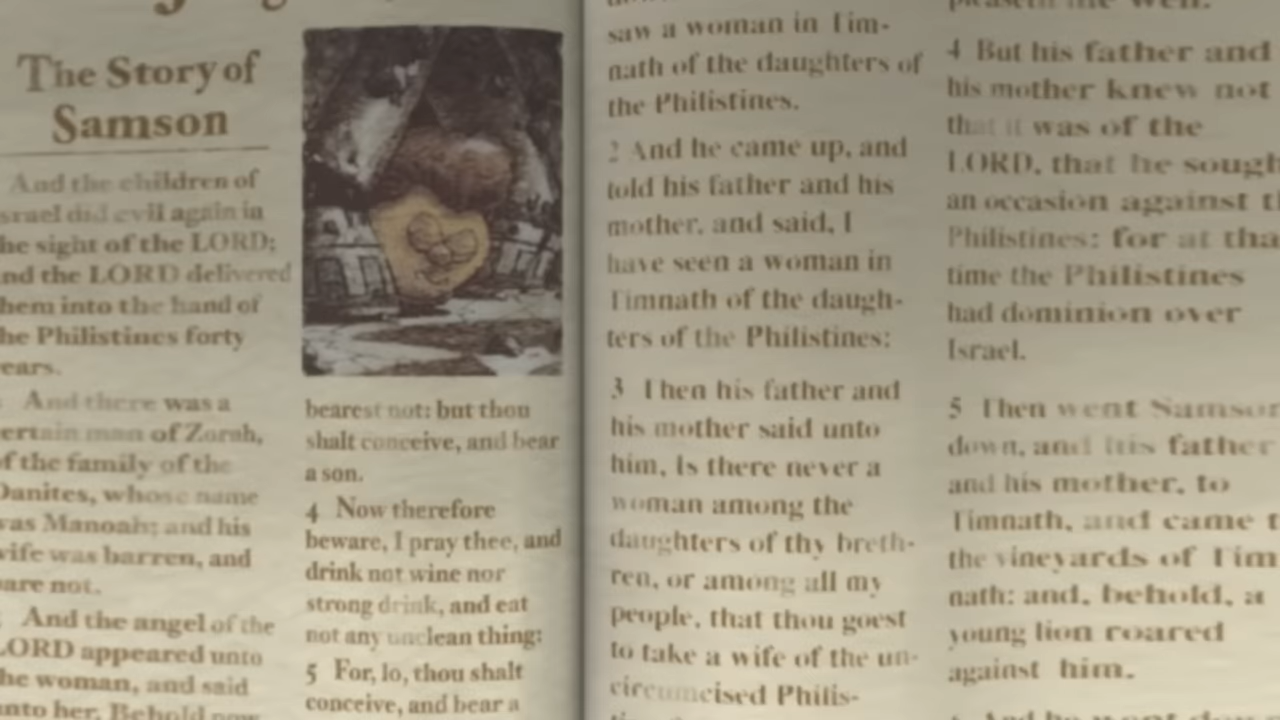 The Story of
Samson
And the children of
srael did evil again in
he sight of the LORD;
nd the LORD delivered
hem into the hand of
he Philistines forty
ears.
And there was a
ertain man of Zorah,
f the family of the
Danites, whose name
was Manoah; and his
wife was barren, and
bare not.
And the angel of the
LORD appeared unto
he woman, and said
unto her, Behold now,
bearest not: but thou
shalt conceive, and bear
a son.
4 Now therefore
beware, I pray thee, and
drink not wine nor
strong drink, and eat
not any unclean thing:
5 For, lo, thou shalt
conceive, and bear a
saw a woman in Tim-
nath of the daughters of
the Philistines.
2 And he came up, and
told his father and his
mother, and said, I
have seen a woman in
Timnath of the daugh-
ters of the Philistines:
3 Then his father and
his mother said unto
him, Is there never a
woman among the
daughters of thy breth-
ren, or among all my
people, that thou goest
to take a wife of the un-
circumcised Philis-
pleaseth me well.
4 But his father and
his mother knew not
that it was of the
LORD, that he sough
an occasion against th
Philistines: for at tha
time the Philistines
had dominion over
Israel.
5 Then went Samson
down, and his father
and his mother, to
Timnath, and came t
the vineyards of Tim
nath: and, behold, a
young lion roared
against him.